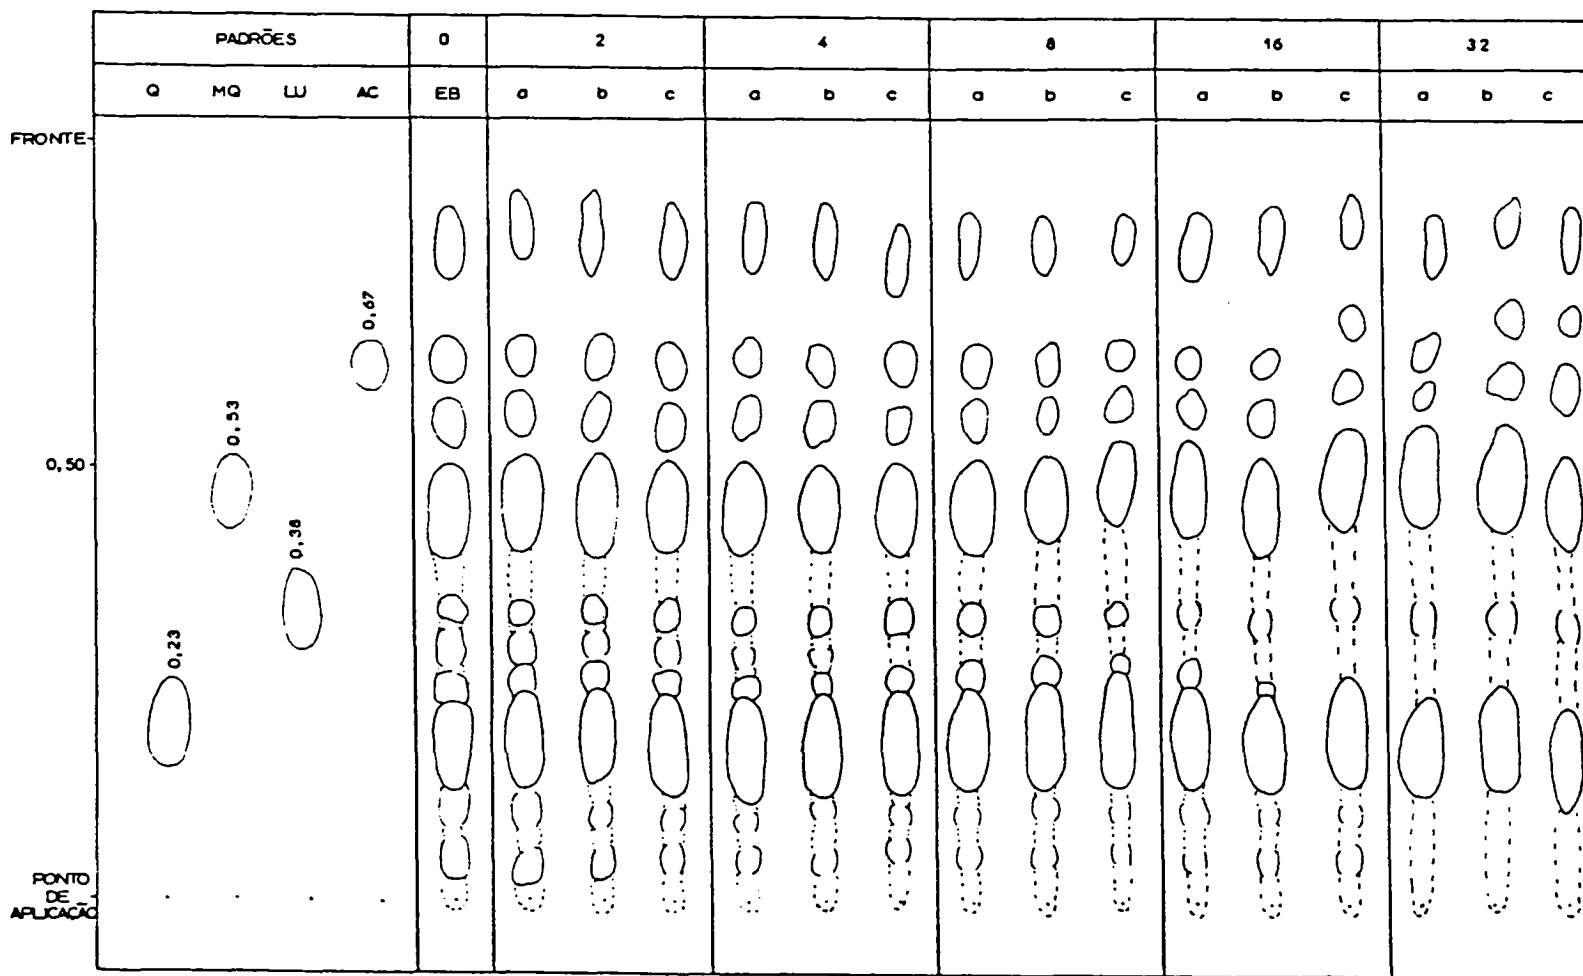 PADRÕES 0 2 4 8 16 32
Q MQ LU AC EB a b c a b c a b c a b c a b c
FRONTE
0,67
0,53
0,50
0,38
0,23
PONTO
DE
APLICAÇÃO